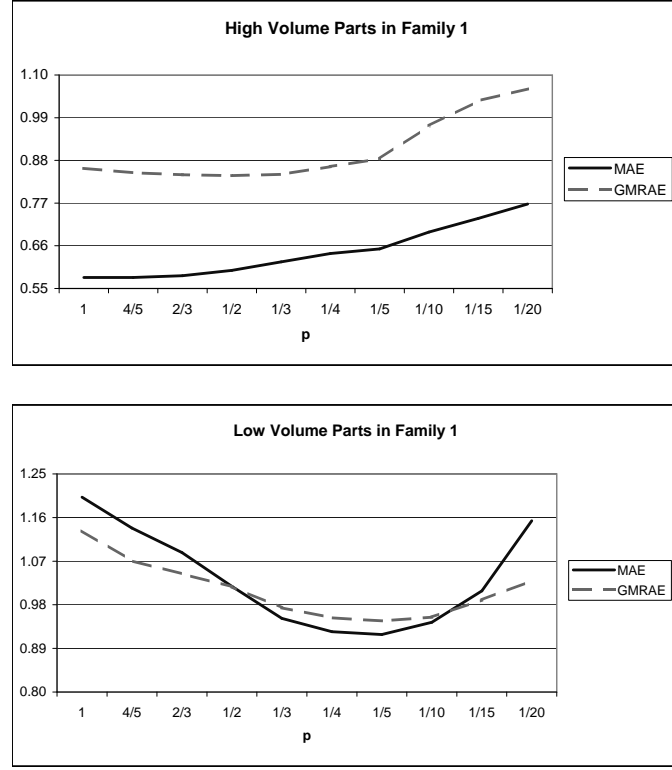 High Volume Parts in Family 1
1.10
0.99
0.88
0.77
0.66
0.55
1 4/5 2/3 1/2 1/3 1/4 1/5 1/10 1/15 1/20
p
MAE
GMRAE
Low Volume Parts in Family 1
1.25
1.16
1.07
0.98
0.89
0.80
1 4/5 2/3 1/2 1/3 1/4 1/5 1/10 1/15 1/20
p
MAE
GMRAE